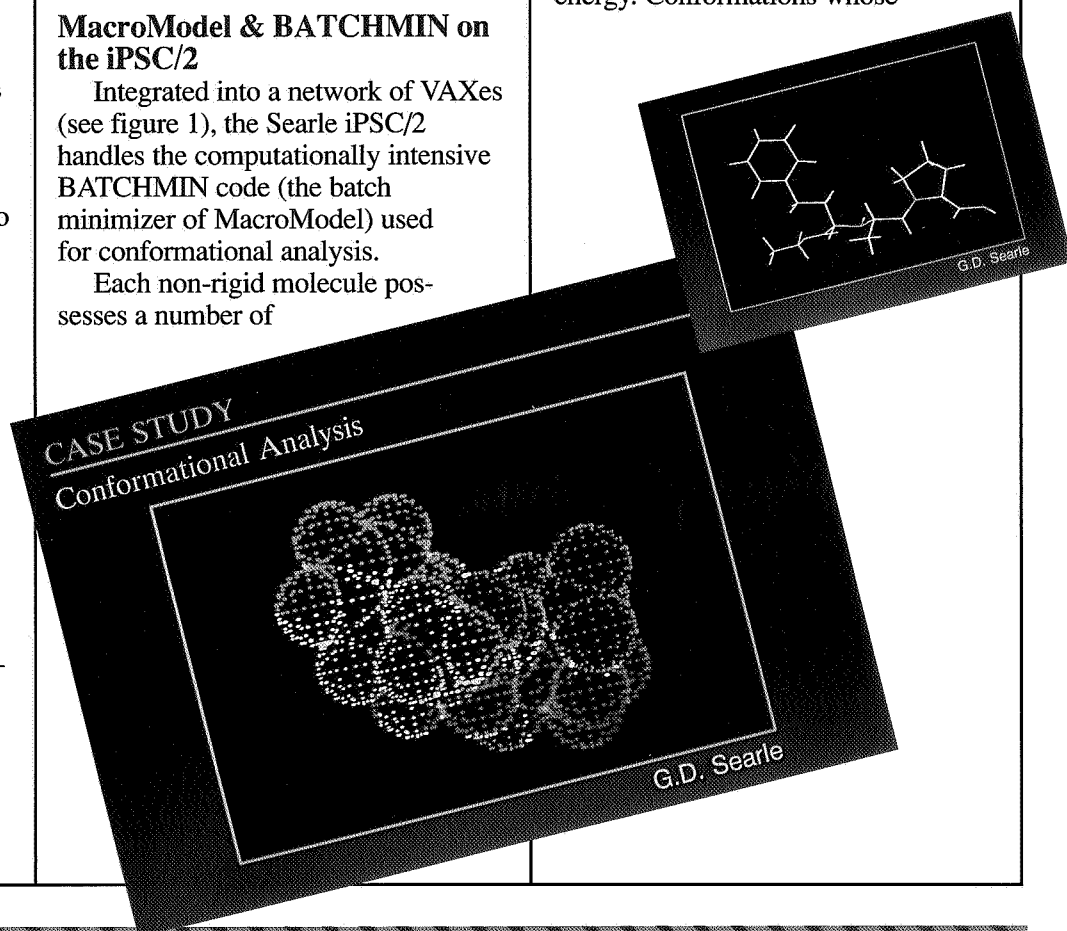 MacroModel & BATCHMIN on
the iPSC/2
Integrated into a network of VAXes
(see figure 1), the Searle iPSC/2
handles the computationally intensive
BATCHMIN code (the batch
minimizer of MacroModel) used
for conformational analysis.
Each non-rigid molecule pos-
sesses a number of
energy. Conformations whose
G.D. Searle
CASE STUDY
Conformational Analysis
G.D. Searle